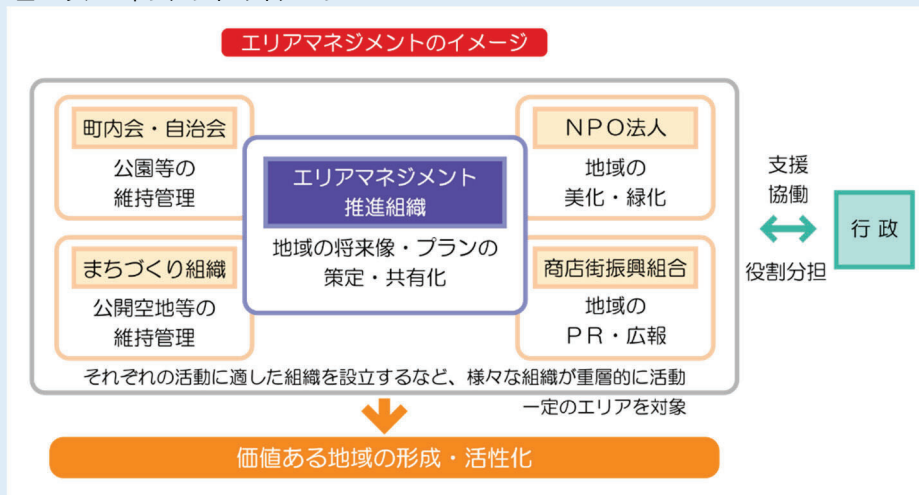 エリアマネジメントのイメージ
町内会・自治会
公園等の
維持管理
NPO法人
地域の
美化・緑化
エリアマネジメント
推進組織
地域の将来像・プランの
策定・共有化
まちづくり組織
公開空地等の
維持管理
商店街振興組合
地域の
PR・広報
支援
協働
役割分担
行政
それぞれの活動に適した組織を設立するなど、様々な組織が重層的に活動
一定のエリアを対象
価値ある地域の形成・活性化